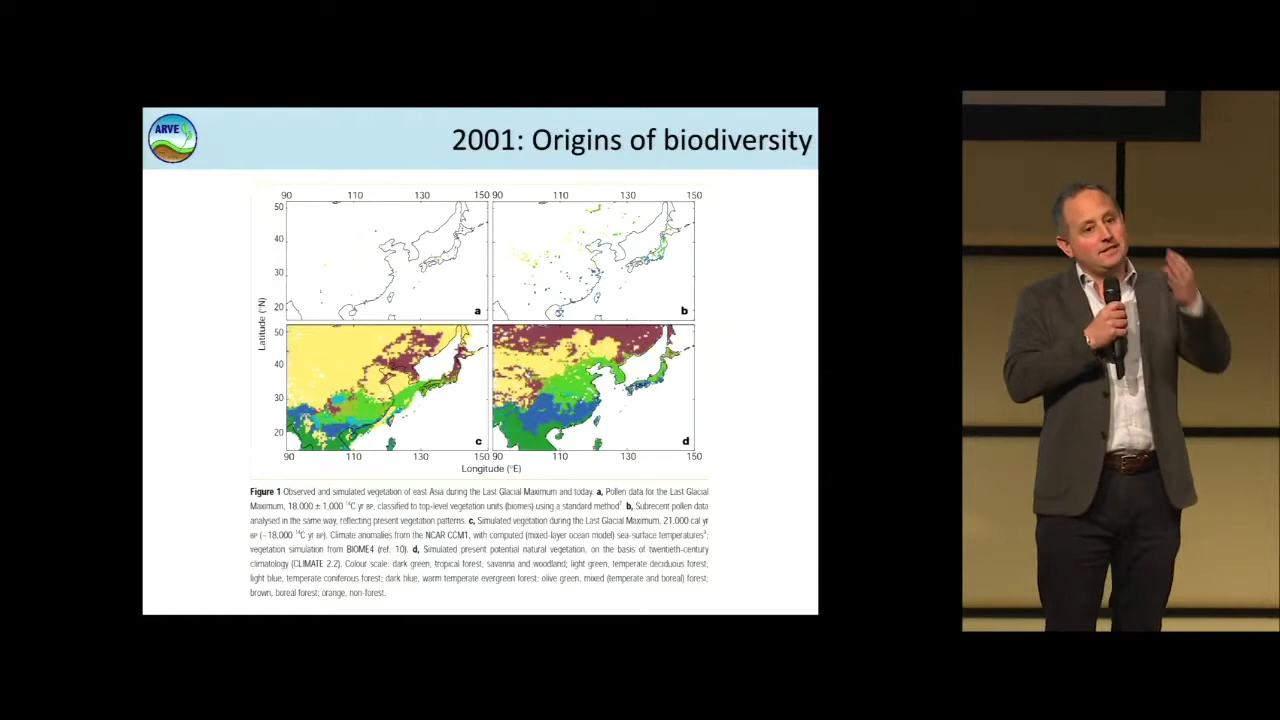 ARVE
2001: Origins of biodiversity
90 110 130 150 90 110 130 150
50
40
30
20
a
b
Latitude (°N)
50
40
30
20
c
d
90 110 130 150 90 110 130 150
Longitude (°E)
Figure 1 Observed and simulated vegetation of east Asia during the Last Glacial Maximum and today. a, Pollen data for the Last Glacial
Maximum, 18,000 ± 1,000 ¹⁴C yr BP, classified to top-level vegetation units (biomes) using a standard method⁷. b, Subrecent pollen data
analysed in the same way, reflecting present vegetation patterns. c, Simulated vegetation during the Last Glacial Maximum, 21,000 cal yr
BP (~18,000 ¹⁴C yr BP). Climate anomalies from the NCAR CCM1, with computed (mixed-layer ocean model) sea-surface temperatures;
vegetation simulation from BIOME4 (ref. 10). d, Simulated present potential natural vegetation, on the basis of twentieth-century
climatology (CLIMATE 2.2). Colour scale: dark green, tropical forest, savanna and woodland; light green, temperate deciduous forest;
light blue, temperate coniferous forest; dark blue, warm temperate evergreen forest; olive green, mixed (temperate and boreal) forest;
brown, boreal forest; orange, non-forest.